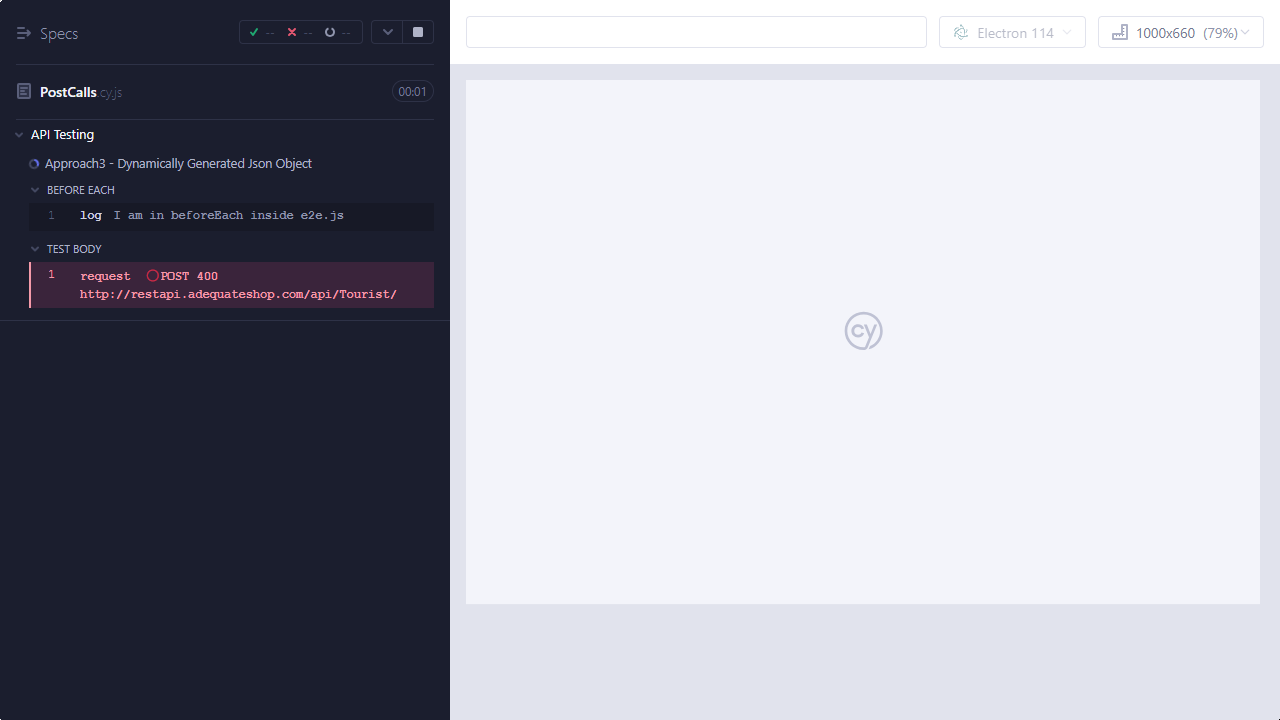 Specs
-- -- --
Electron 114
1000x660 (79%)
PostCalls.cy.js
00:01
API Testing
Approach3 - Dynamically Generated Json Object
BEFORE EACH
1 log I am in beforeEach inside e2e.js
TEST BODY
1 request POST 400
http://restapi.adequateshop.com/api/Tourist/
cy